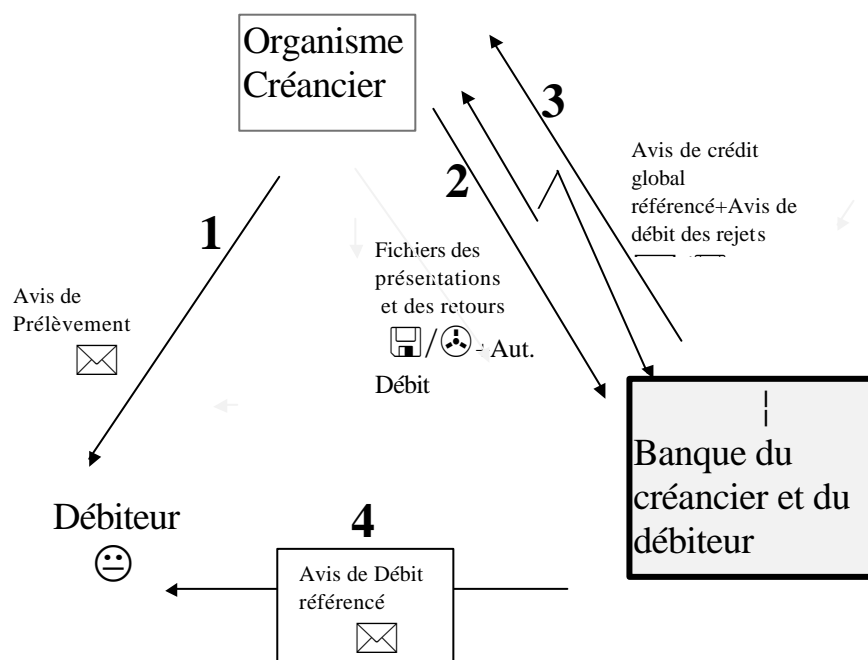 Organisme
Créancier
3
2
1
Avis de crédit
global
référencé+Avis de
débit des rejets
Fichiers des
présentations
et des retours
/ - Aut.
Débit
Avis de
Prélèvement
Banque du
créancier et du
débiteur
Débiteur
4
Avis de Débit
référencé